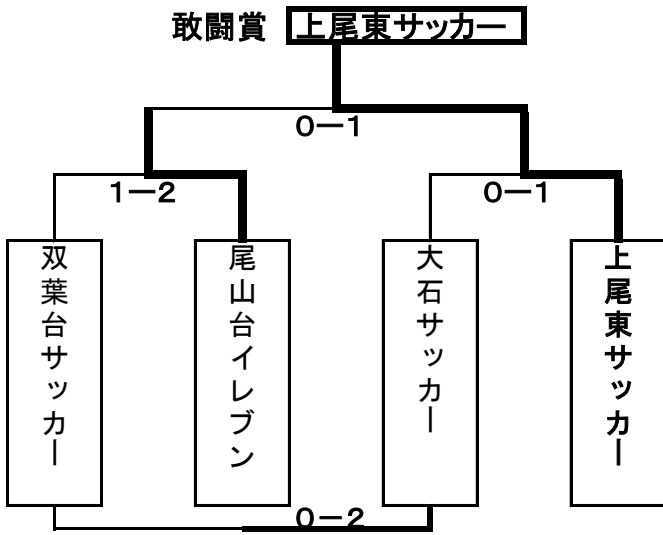 敢闘賞 上尾東サッカー
0－1
1－2
0－1
双葉台サッカー
尾山台イレブン
大石サッカー
上尾東サッカー
0－2